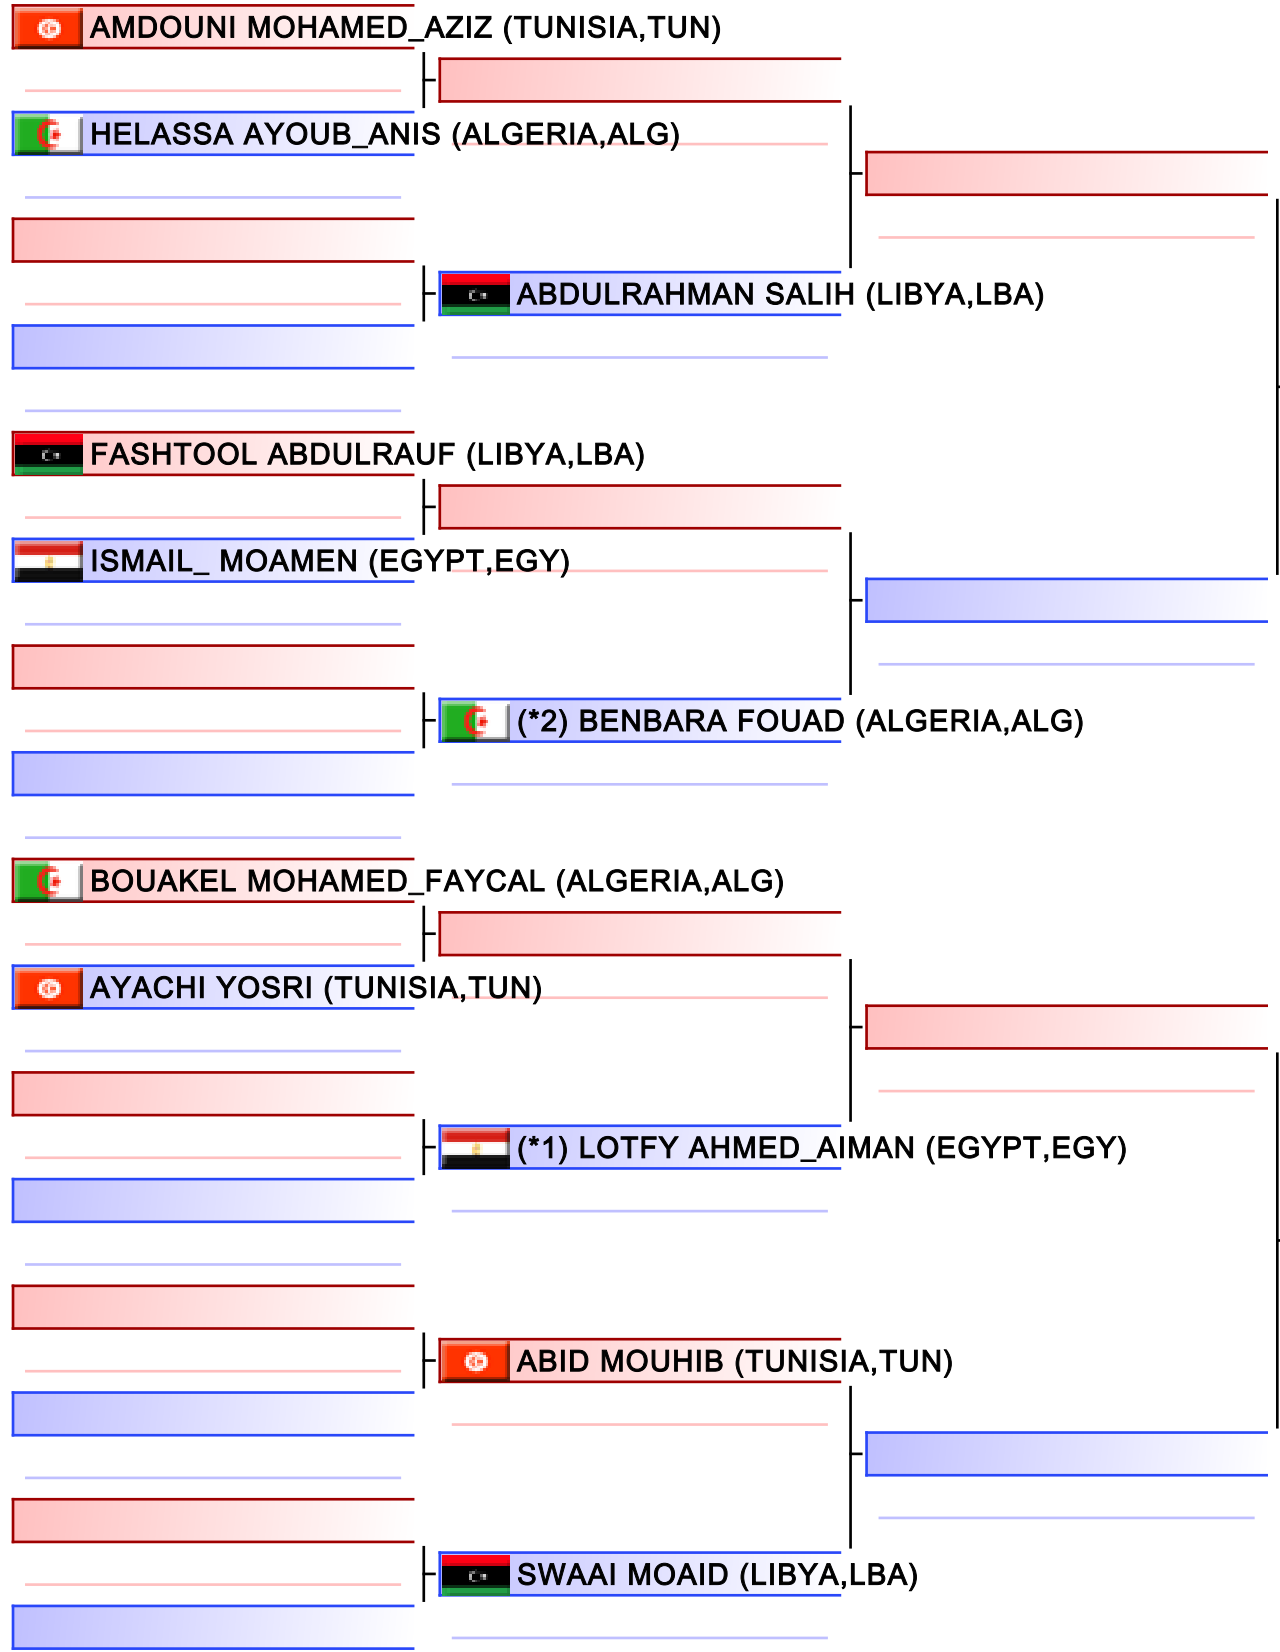 AMDOUNI MOHAMED_AZIZ (TUNISIA,TUN)
HELASSA AYOUB_ANIS (ALGERIA,ALG)
ABDULRAHMAN SALIH (LIBYA,LBA)
FASHTOOL ABDULRAUF (LIBYA,LBA)
ISMAIL_ MOAMEN (EGYPT,EGY)
(*2) BENBARA FOUAD (ALGERIA,ALG)
BOUAKEL MOHAMED_FAYCAL (ALGERIA,ALG)
AYACHI YOSRI (TUNISIA,TUN)
(*1) LOTFY AHMED_AIMAN (EGYPT,EGY)
ABID MOUHIB (TUNISIA,TUN)
SWAAI MOAID (LIBYA,LBA)